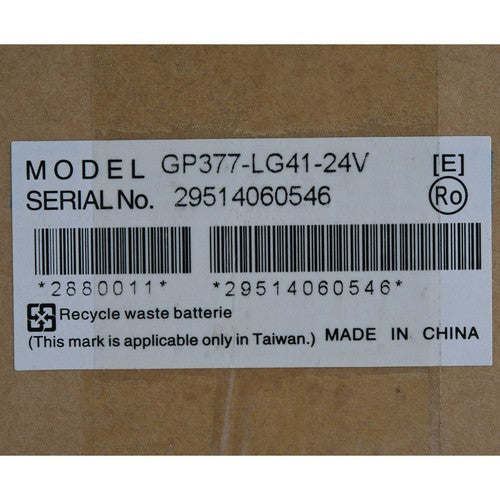 MODEL GP377-LG41-24V [E]
SERIAL No. 29514060546 Ro
*2880011* *29514060546*
Recycle waste batterie
(This mark is applicable only in Taiwan.) MADE IN CHINA